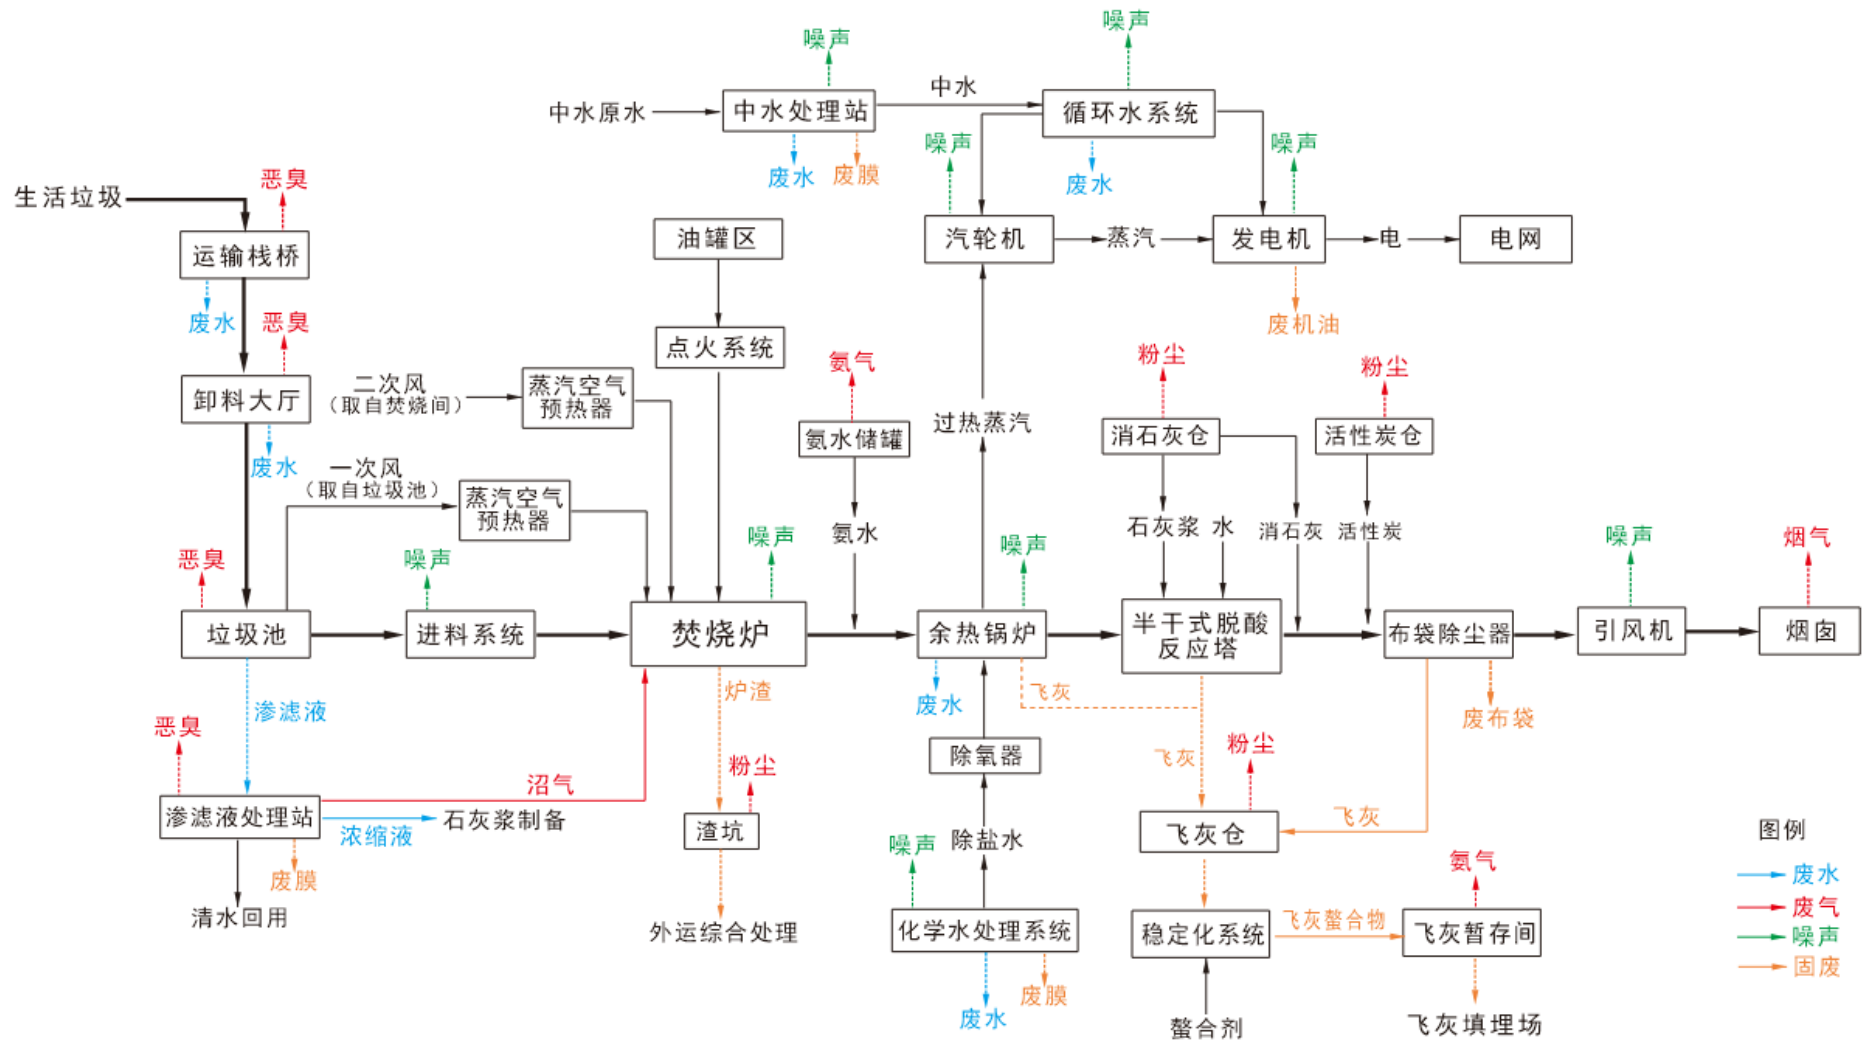 噪声
噪声
中水原水
中水处理站
中水
循环水系统
废水
废膜
废水
噪声
噪声
生活垃圾
恶臭
运输栈桥
废水
恶臭
油罐区
汽轮机
蒸汽
发电机
电
电网
废机油
点火系统
卸料大厅
废水
二次风
（取自焚烧间）
蒸汽空气
预热器
一次风
（取自垃圾池）
蒸汽空气
预热器
氨气
氨水储罐
氨水
过热蒸汽
粉尘
消石灰仓
粉尘
活性炭仓
石灰浆
水
消石灰
活性炭
恶臭
噪声
噪声
噪声
噪声
烟气
垃圾池
进料系统
焚烧炉
余热锅炉
半干式脱酸
反应塔
布袋除尘器
引风机
烟囱
渗滤液
炉渣
废水
飞灰
废布袋
恶臭
沼气
粉尘
除氧器
飞灰
粉尘
渗滤液处理站
浓缩液
石灰浆制备
渣坑
飞灰仓
飞灰
废膜
清水回用
外运综合处理
噪声
除盐水
化学水处理系统
废水
废膜
稳定化系统
飞灰螯合物
氨气
飞灰暂存间
螯合剂
飞灰填埋场
图例
废水
废气
噪声
固废